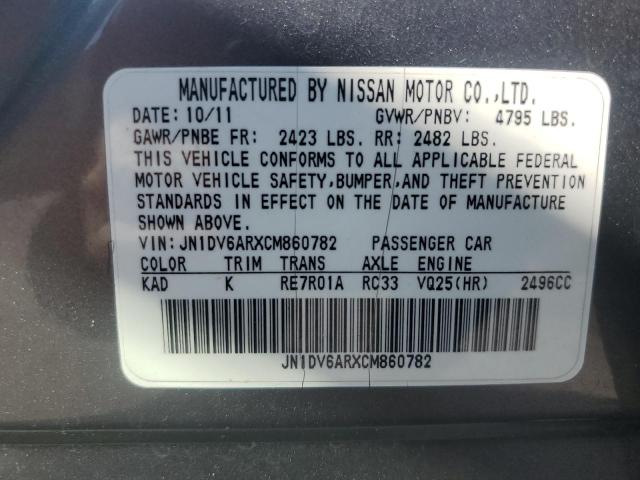 MANUFACTURED BY NISSAN MOTOR CO.,LTD.
DATE: 10/11 GVWR/PNBV: 4795 LBS.
GAWR/PNBE FR: 2423 LBS. RR: 2482 LBS.
THIS VEHICLE CONFORMS TO ALL APPLICABLE FEDERAL
MOTOR VEHICLE SAFETY,BUMPER,AND THEFT PREVENTION
STANDARDS IN EFFECT ON THE DATE OF MANUFACTURE
SHOWN ABOVE.
VIN: JN1DV6ARXCM860782 PASSENGER CAR
COLOR TRIM TRANS AXLE ENGINE
KAD K RE7R01A RC33 VQ25(HR) 2496CC
JN1DV6ARXCM860782